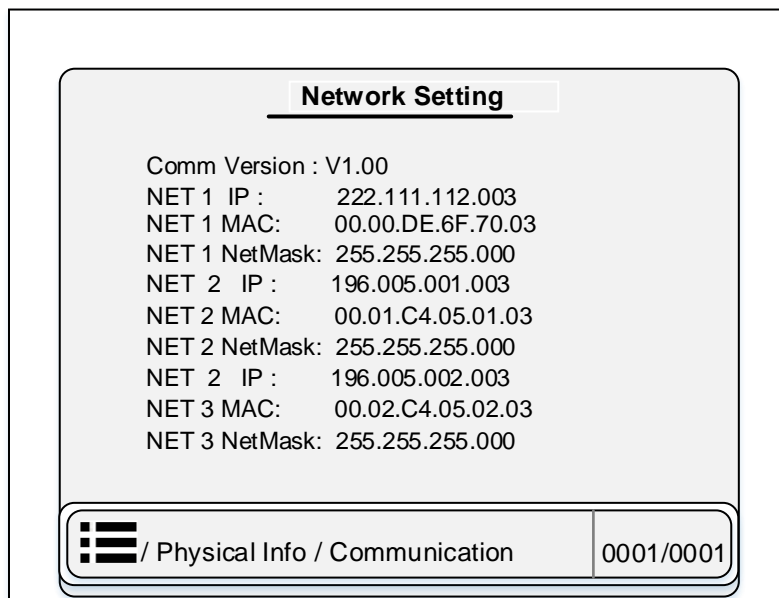 Network Setting
Comm Version : V1.00
NET 1 IP : 222.111.112.003
NET 1 MAC: 00.00.DE.6F.70.03
NET 1 NetMask: 255.255.255.000
NET 2 IP : 196.005.001.003
NET 2 MAC: 00.01.C4.05.01.03
NET 2 NetMask: 255.255.255.000
NET 2 IP : 196.005.002.003
NET 3 MAC: 00.02.C4.05.02.03
NET 3 NetMask: 255.255.255.000
/ Physical Info / Communication 0001/0001